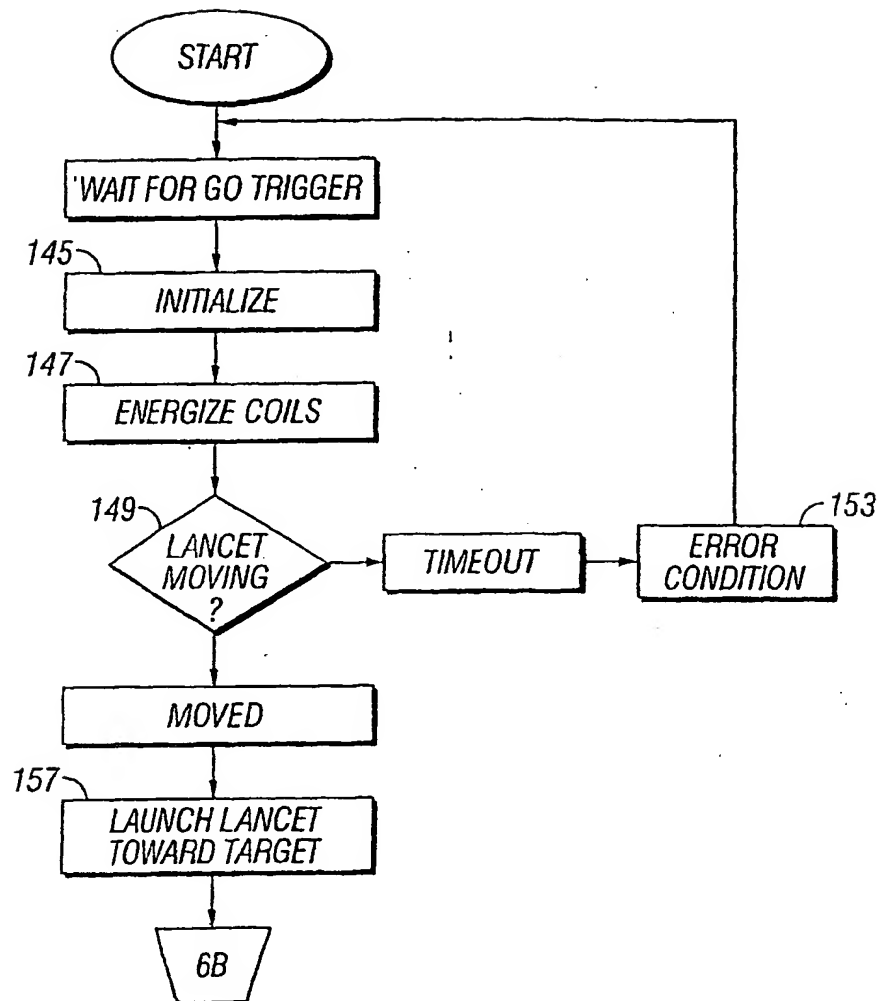 START
WAIT FOR GO TRIGGER
145
INITIALIZE
147
ENERGIZE COILS
149
LANCET
MOVING
?
TIMEOUT
153
ERROR
CONDITION
MOVED
157
LAUNCH LANCET
TOWARD TARGET
6B